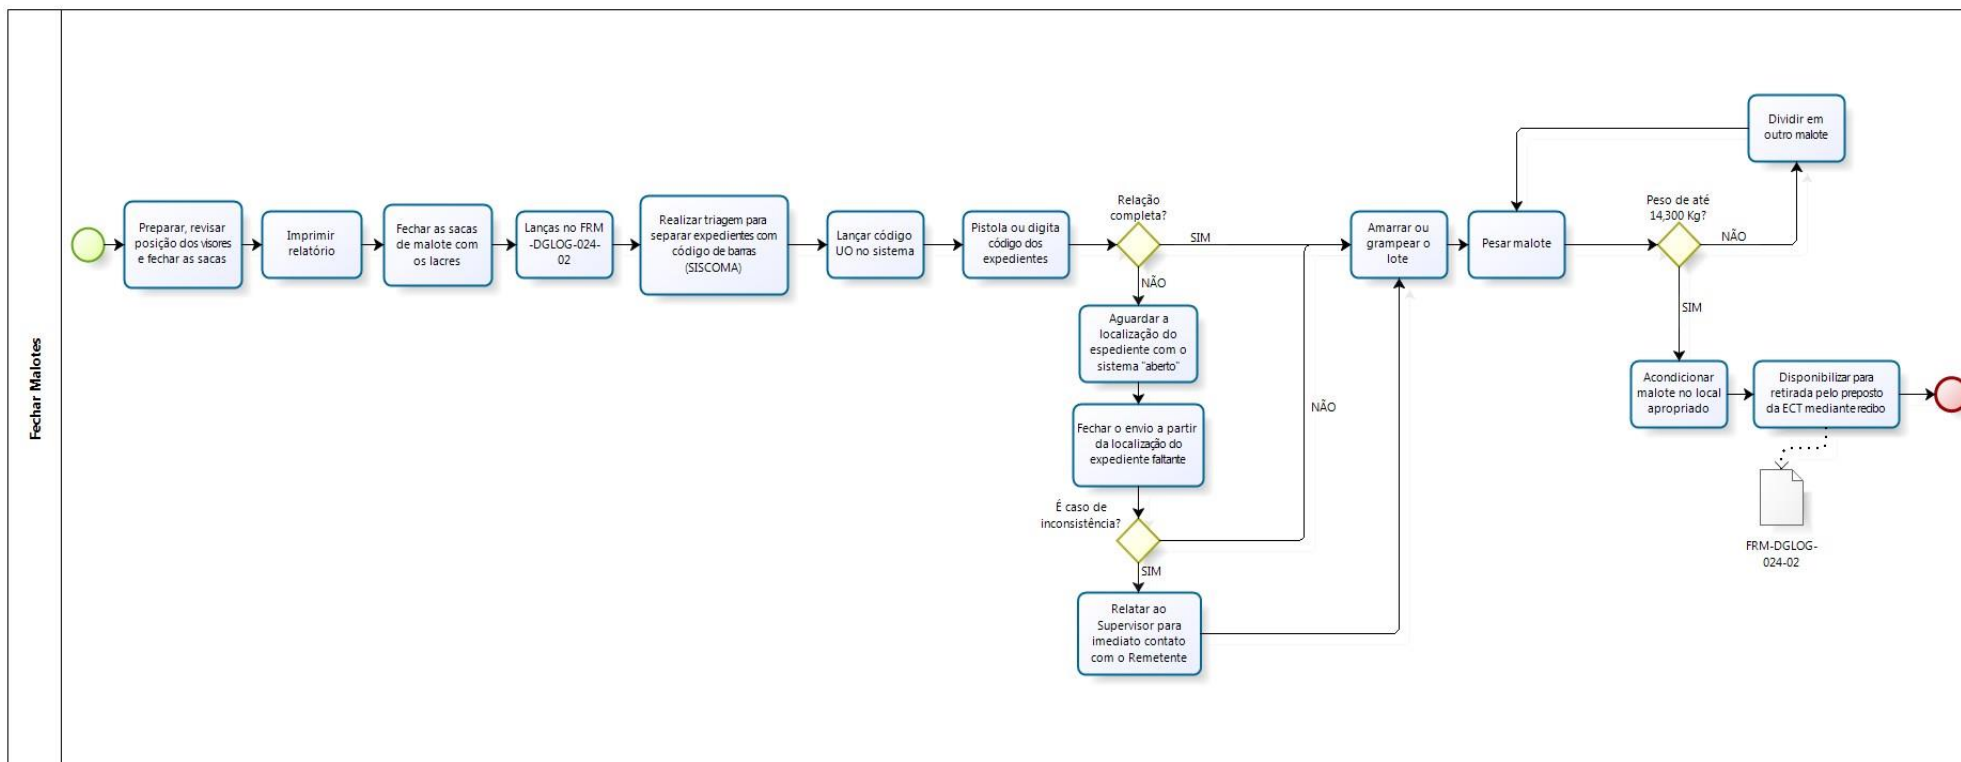 Fechar Malotes
Preparar, revisar
posição dos visores
e fechar as sacas
Imprimir
relatório
Fechar as sacas
de malote com
os lacres
Lanças no FRM
-DGLOG-024-
02
Realizar triagem para
separar expedientes com
código de barras
(SISCOMA)
Lançar código
UO no sistema
Pistola ou digita
código dos
expedientes
Relação
completa?
SIM
NÃO
Aguardar a
localização do
espediente com o
sistema "aberto"
Fechar o envio a partir
da localização do
expediente faltante
É caso de
inconsistência?
NÃO
SIM
Relatar ao
Supervisor para
imediato contato
com o Remetente
Amarrar ou
grampear o
lote
Pesar malote
Peso de até
14,300 Kg?
NÃO
Dividir em
outro malote
SIM
Acondicionar
malote no local
apropriado
Disponibilizar para
retirada pelo preposto
da ECT mediante recibo
FRM-DGLOG-
024-02